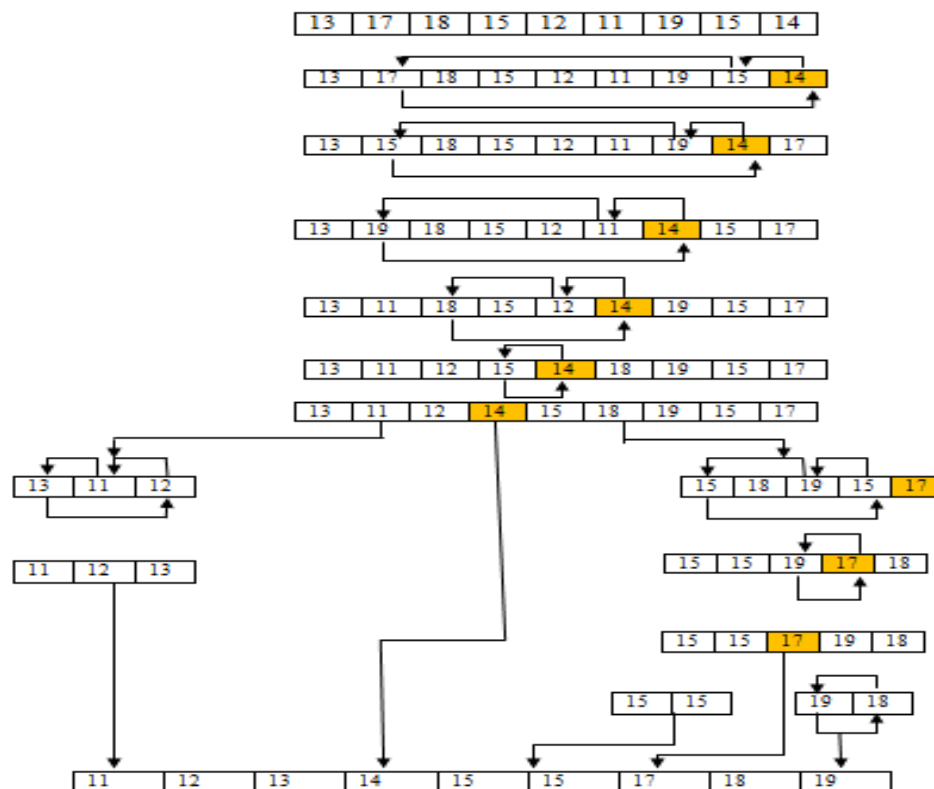 13 17 18 15 12 11 19 15 14
13 17 18 15 12 11 19 15 14
13 15 18 15 12 11 19 14 17
13 19 18 15 12 11 14 15 17
13 11 18 15 12 14 19 15 17
13 11 12 15 14 18 19 15 17
13 11 12 14 15 18 19 15 17
13 11 12
15 18 19 15 17
11 12 13
15 15 19 17 18
15 15 17 19 18
15 15
19 18
11 12 13 14 15 15 17 18 19